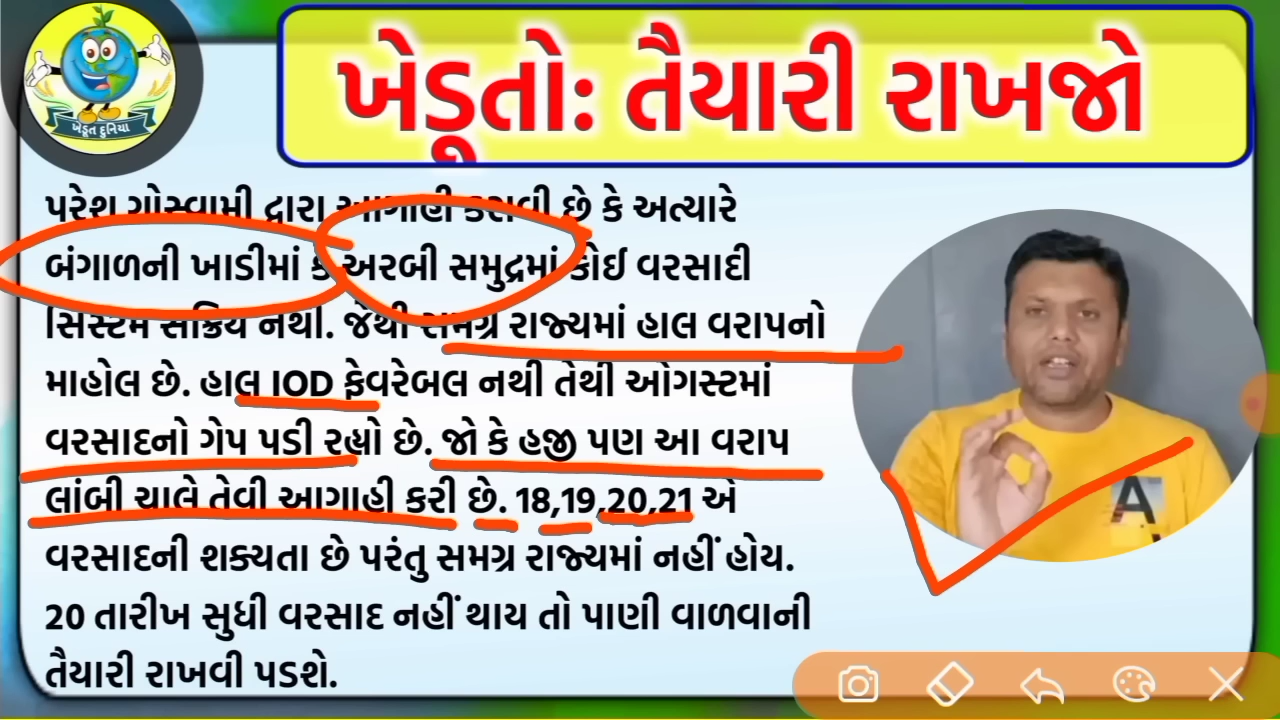 ખેડૂત દુનિયા
ખેડૂતો: તૈયારી રાખજો
પરેશ ગોસ્વામી દ્વારા આગાહી કરાવી છે કે અત્યારે
બંગાળની ખાડીમાં કે અરબી સમુદ્રમાં કોઈ વરસાદી
સિસ્ટમ સક્રિય નથી. જેથી સમગ્ર રાજ્યમાં હાલ વરાપનો
માહોલ છે. હાલ IOD ફેવરેબલ નથી તેથી ઓગસ્ટમાં
વરસાદનો ગેપ પડી રહ્યો છે. જો કે હજી પણ આ વરાપ
લાંબી ચાલે તેવી આગાહી કરી છે. 18,19,20,21 એ
વરસાદની શક્યતા છે પરંતુ સમગ્ર રાજ્યમાં નહીં હોય.
20 તારીખ સુધી વરસાદ નહીં થાય તો પાણી વાળવાની
તૈયારી રાખવી પડશે.
A